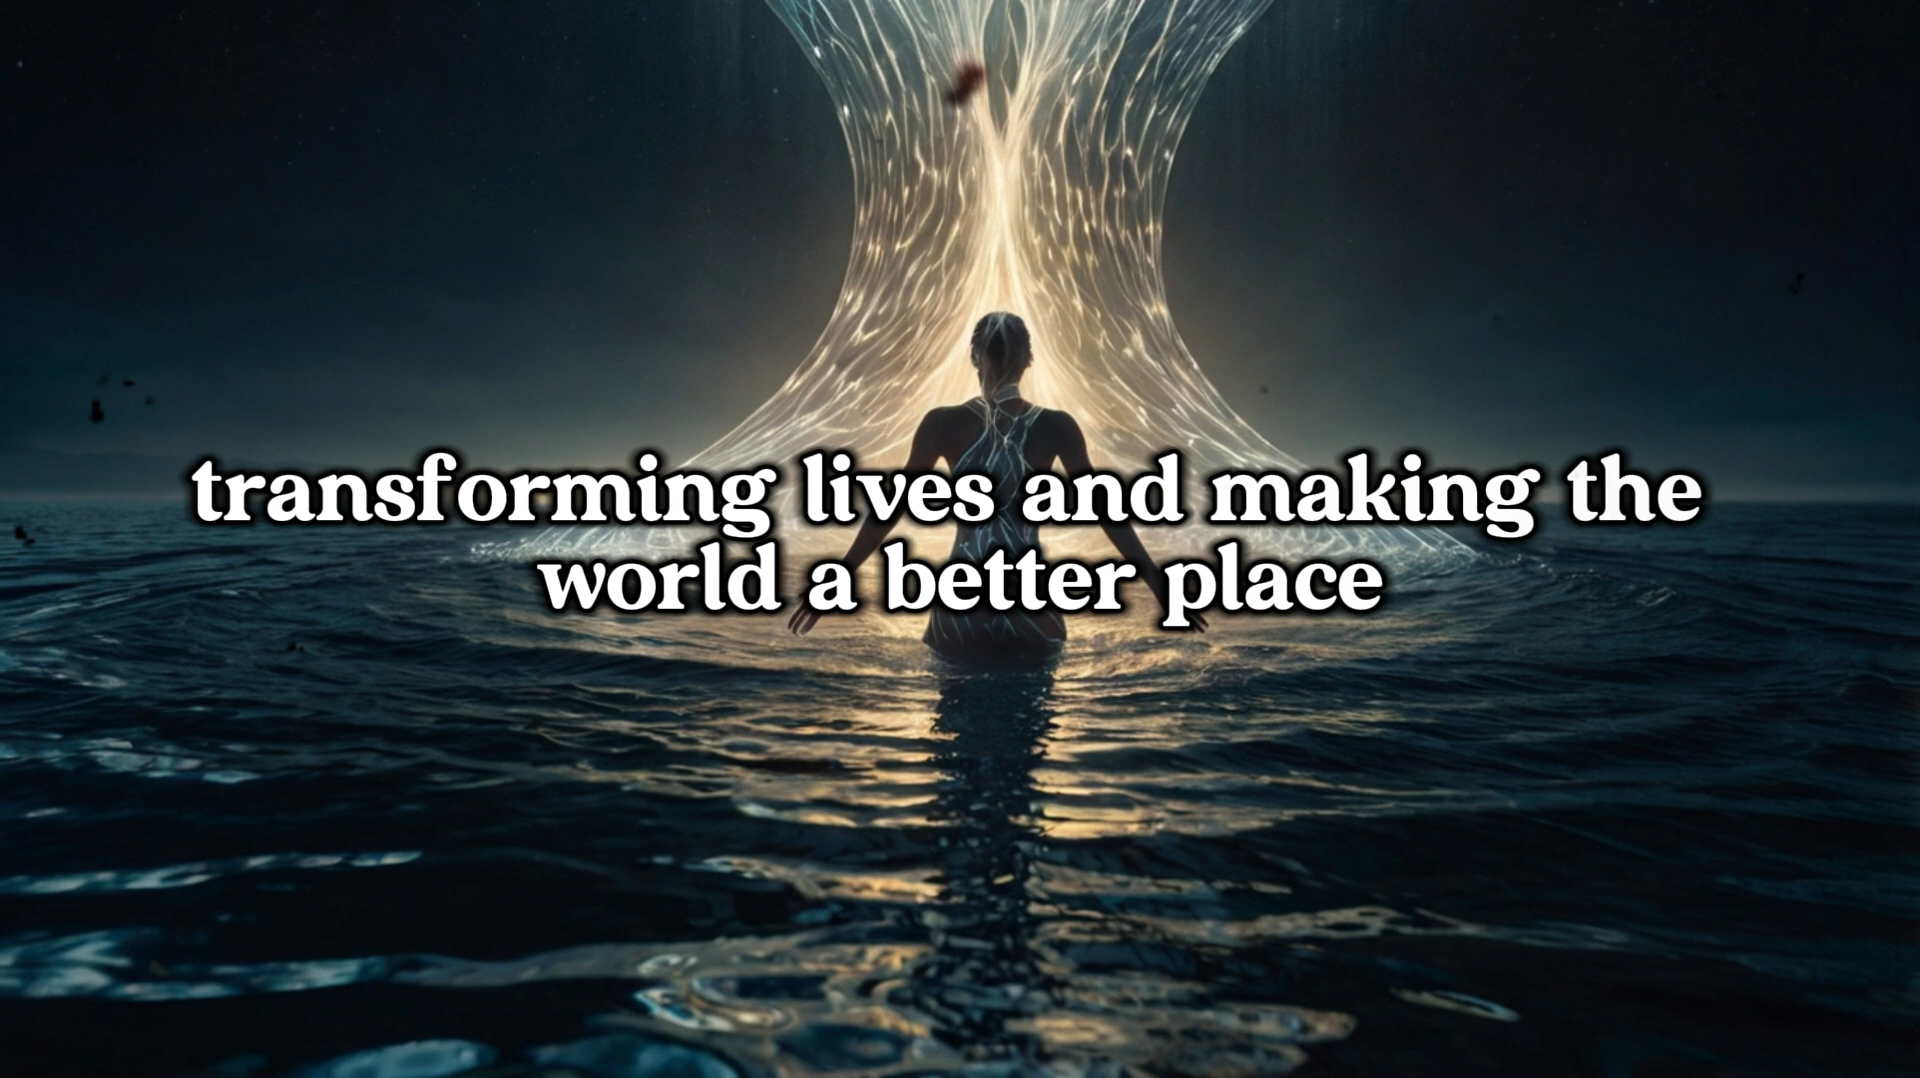 transforming lives and making the
world a better place